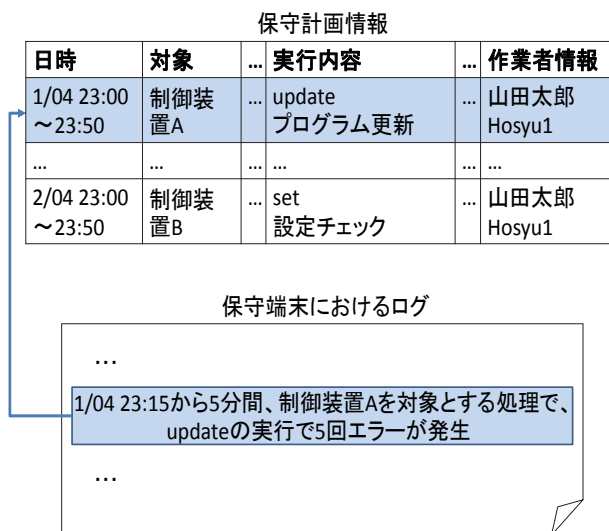 保守計画情報
日時 対象 ... 実行内容 ... 作業者情報
1/04 23:00 制御装 ... update ... 山田太郎
～23:50 置A プログラム更新 Hosyu1
... ... ... ... ... ...
2/04 23:00 制御装 ... set ... 山田太郎
～23:50 置B 設定チェック Hosyu1
保守端末におけるログ
...
1/04 23:15から5分間、制御装置Aを対象とする処理で、
updateの実行で5回エラーが発生
...